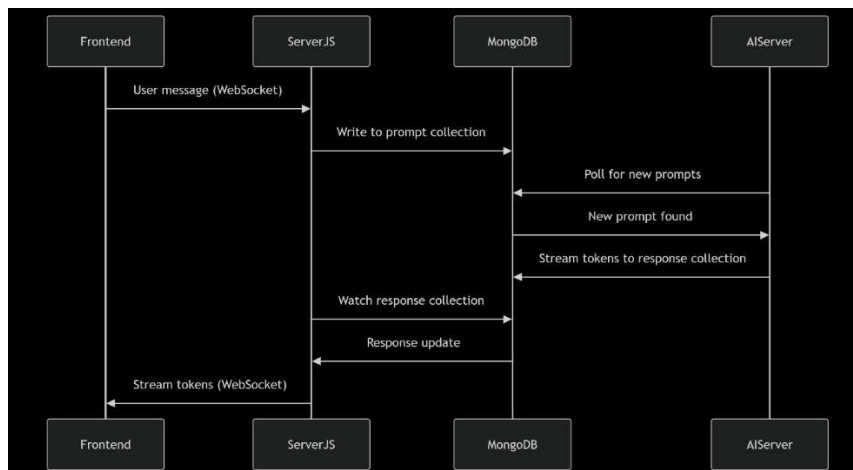 Frontend
ServerJS
MongoDB
AIServer
User message (WebSocket)
Write to prompt collection
Poll for new prompts
New prompt found
Stream tokens to response collection
Watch response collection
Response update
Stream tokens (WebSocket)
Frontend
ServerJS
MongoDB
AIServer